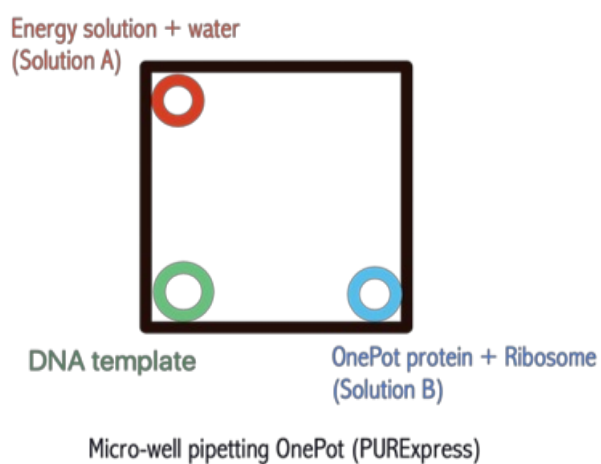 Energy solution + water
(Solution A)
DNA template
OnePot protein + Ribosome
(Solution B)
Micro-well pipetting OnePot (PURExpress)